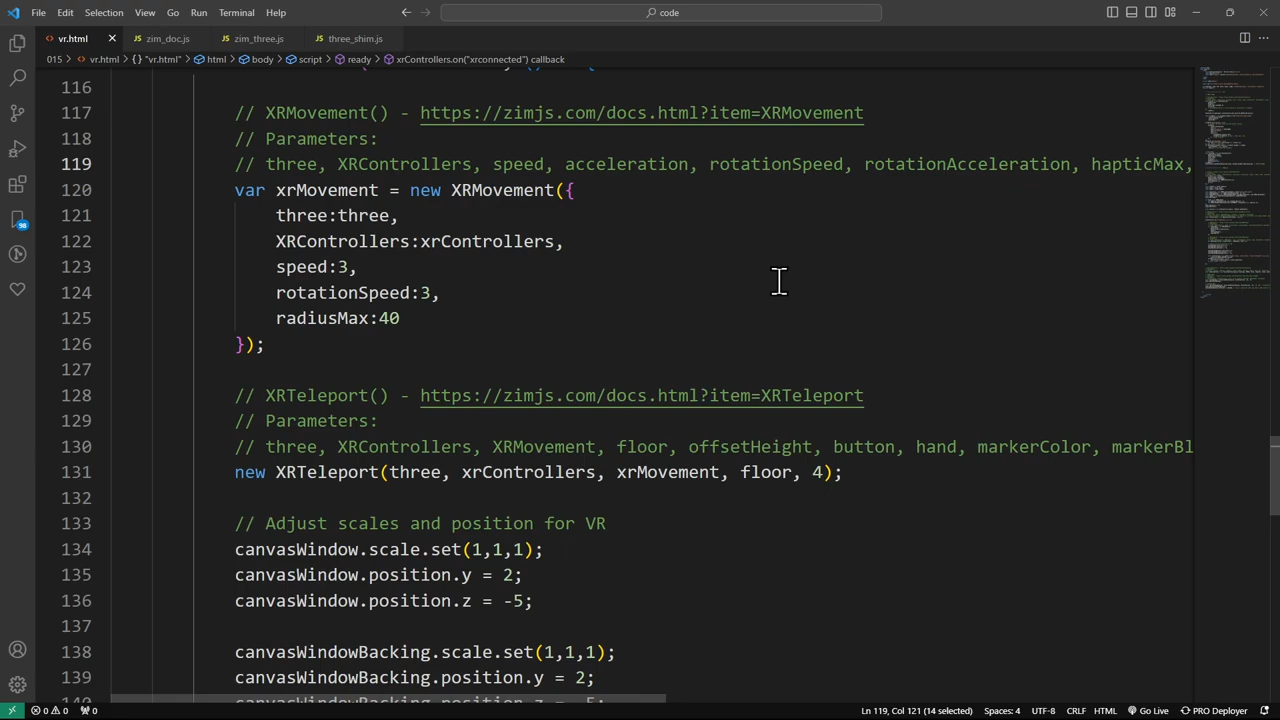 File Edit Selection View Go Run Terminal Help
code
vr.html
zim_doc.js
zim_three.js
three_shim.js
015 > vr.html > {} "vr.html" > html > body > script > ready > xrControllers.on("xrconnected") callback
116
117 // XRMovement() - https://zimjs.com/docs.html?item=XRMovement
118 // Parameters:
119 // three, XRControllers, speed, acceleration, rotationSpeed, rotationAcceleration, hapticMax,
120 var xrMovement = new XRMovement({
121 three:three,
122 XRControllers:xrControllers,
123 speed:3,
124 rotationSpeed:3,
125 radiusMax:40
126 });
127
128 // XRTeleport() - https://zimjs.com/docs.html?item=XRTeleport
129 // Parameters:
130 // three, XRControllers, XRMovement, floor, offsetHeight, button, hand, markerColor, markerBl
131 new XRTeleport(three, xrControllers, xrMovement, floor, 4);
132
133 // Adjust scales and position for VR
134 canvasWindow.scale.set(1,1,1);
135 canvasWindow.position.y = 2;
136 canvasWindow.position.z = -5;
137
138 canvasWindowBacking.scale.set(1,1,1);
139 canvasWindowBacking.position.y = 2;
0 0 0 Ln 119, Col 121 (14 selected) Spaces: 4 UTF-8 CRLF HTML Go Live PRO Deployer